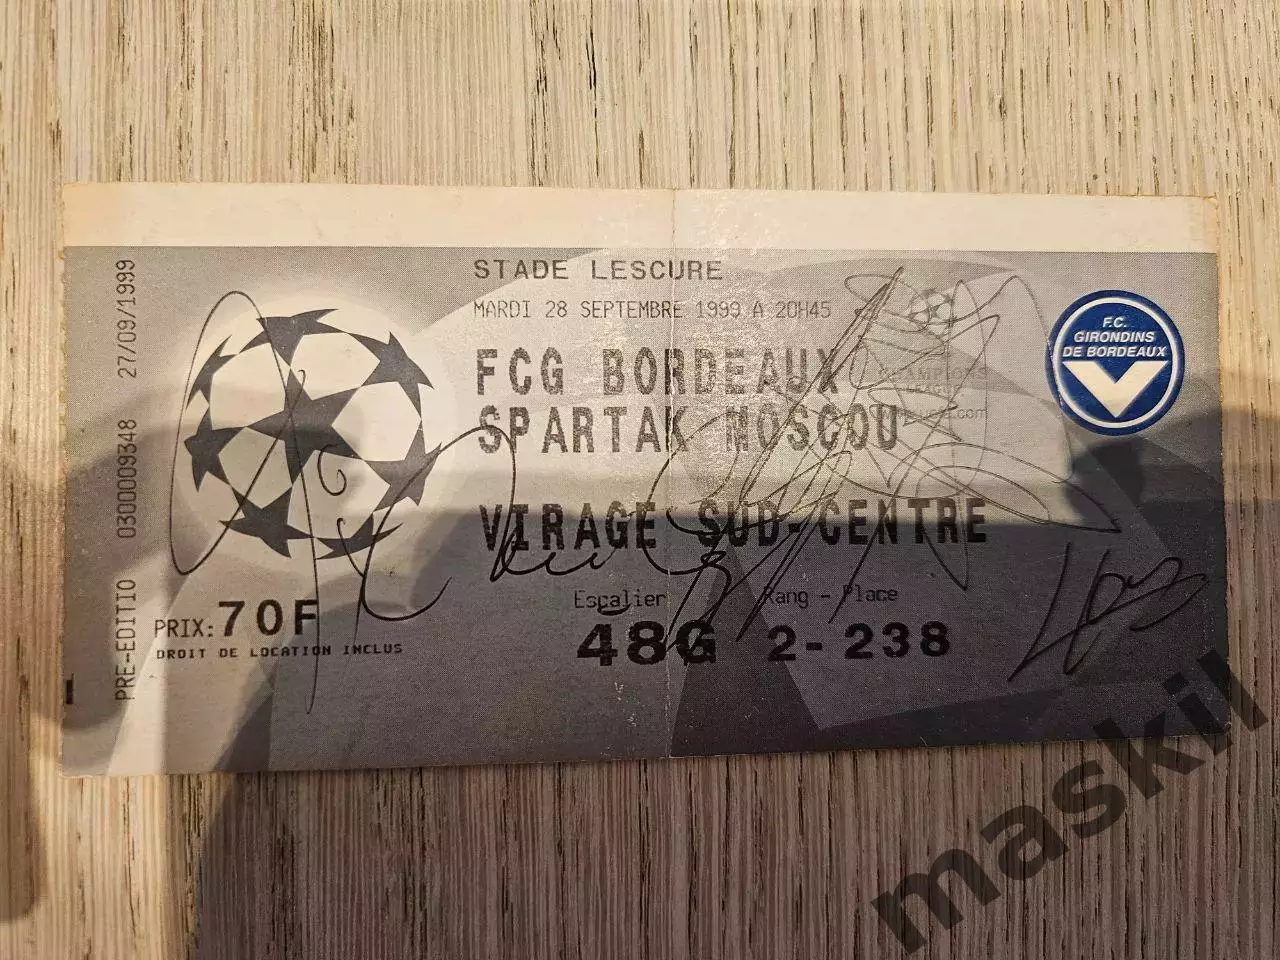 STADE LESCURE
MARDI 28 SEPTEMBRE 1999 A 20H45
FCG BORDEAUX
SPARTAK MOSCOU
VIRAGE SUD-CENTRE
Escalier Rang - Place
48G 2- 238
PRIX: 70F
DROIT DE LOCATION INCLUS
PRE-EDITIO 0300009348 27/09/1999
F.C.
GIRONDINS
DE BORDEAUX
maskil